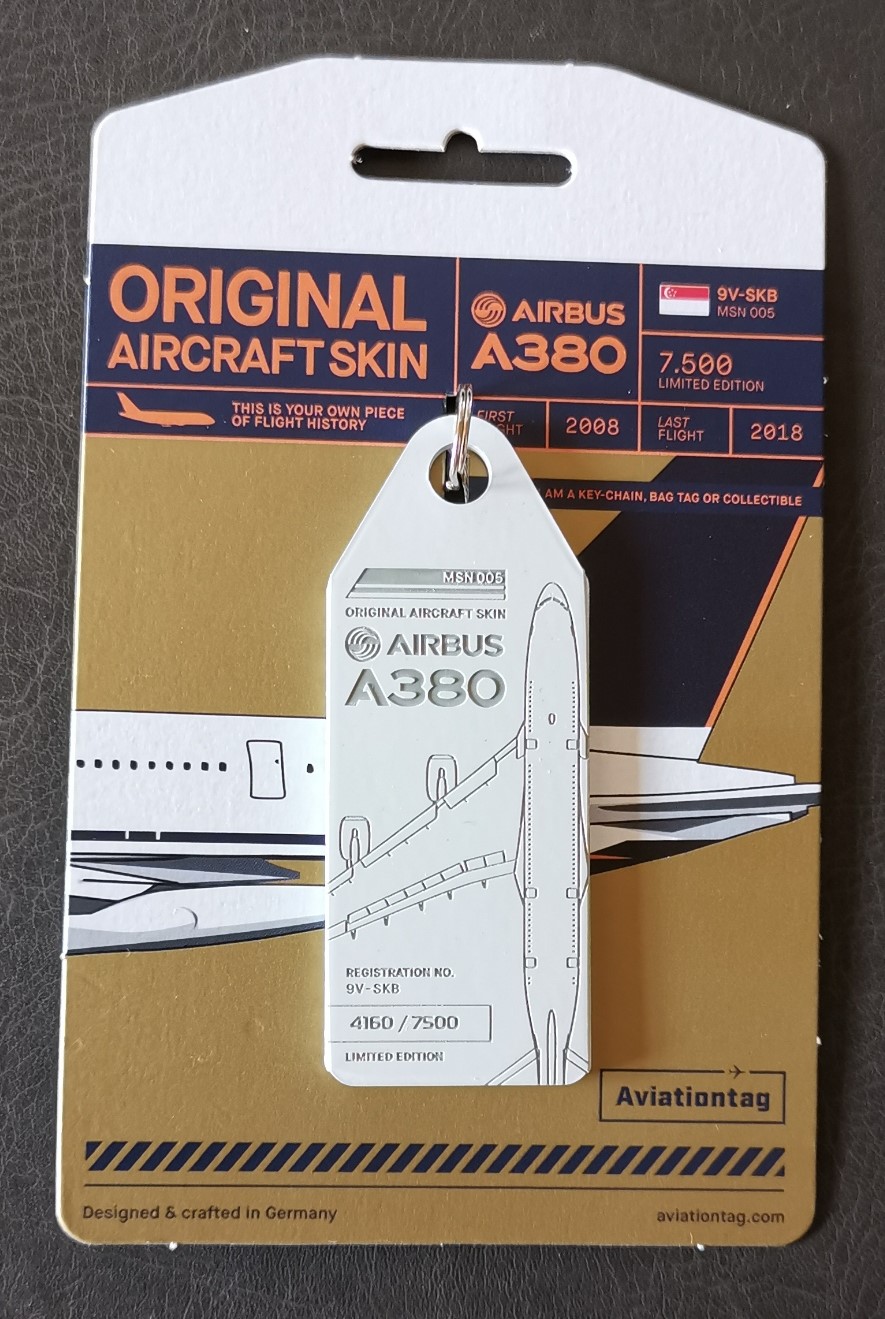 ORIGINAL
AIRCRAFT SKIN
THIS IS YOUR OWN PIECE
OF FLIGHT HISTORY
AIRBUS
A380
9V-SKB
MSN 005
7.500
LIMITED EDITION
FIRST
2008
LAST
FLIGHT
2018
AM A KEY-CHAIN, BAG TAG OR COLLECTIBLE
MSN 005
ORIGINAL AIRCRAFT SKIN
AIRBUS
A380
REGISTRATION NO.
9V-SKB
4160 / 7500
LIMITED EDITION
Aviationtag
Designed & crafted in Germany
aviationtag.com